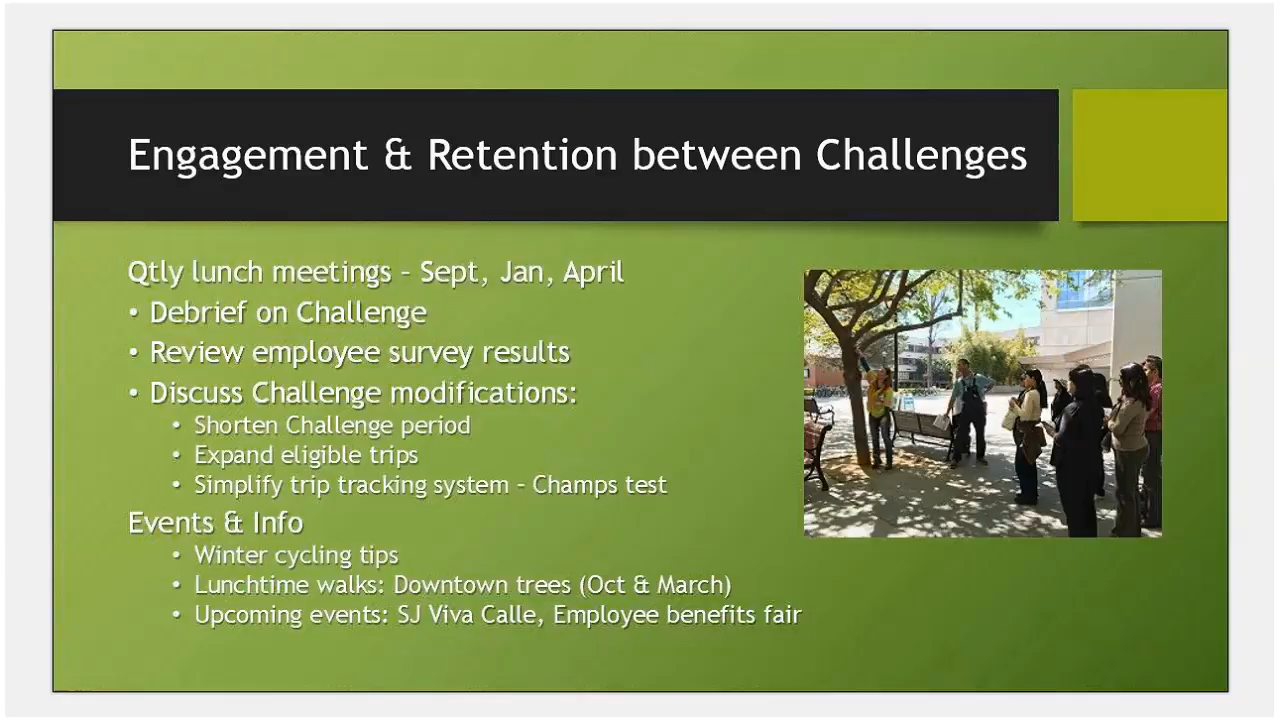 Engagement & Retention between Challenges
Qtly lunch meetings – Sept, Jan, April
• Debrief on Challenge
• Review employee survey results
• Discuss Challenge modifications:
• Shorten Challenge period
• Expand eligible trips
• Simplify trip tracking system – Champs test
Events & Info
• Winter cycling tips
• Lunchtime walks: Downtown trees (Oct & March)
• Upcoming events: SJ Viva Calle, Employee benefits fair